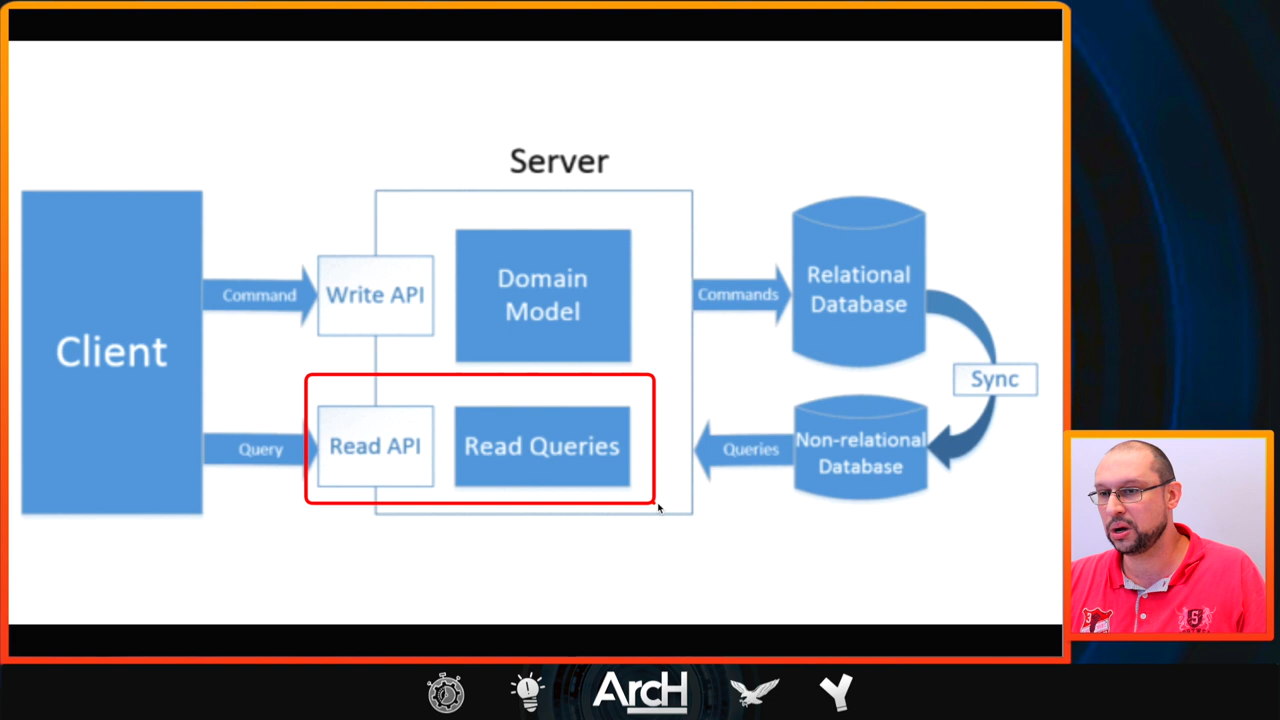 Server
Client
Command
Write API
Domain
Model
Commands
Relational
Database
Sync
Query
Read API
Read Queries
Queries
Non-relational
Database
ArcH